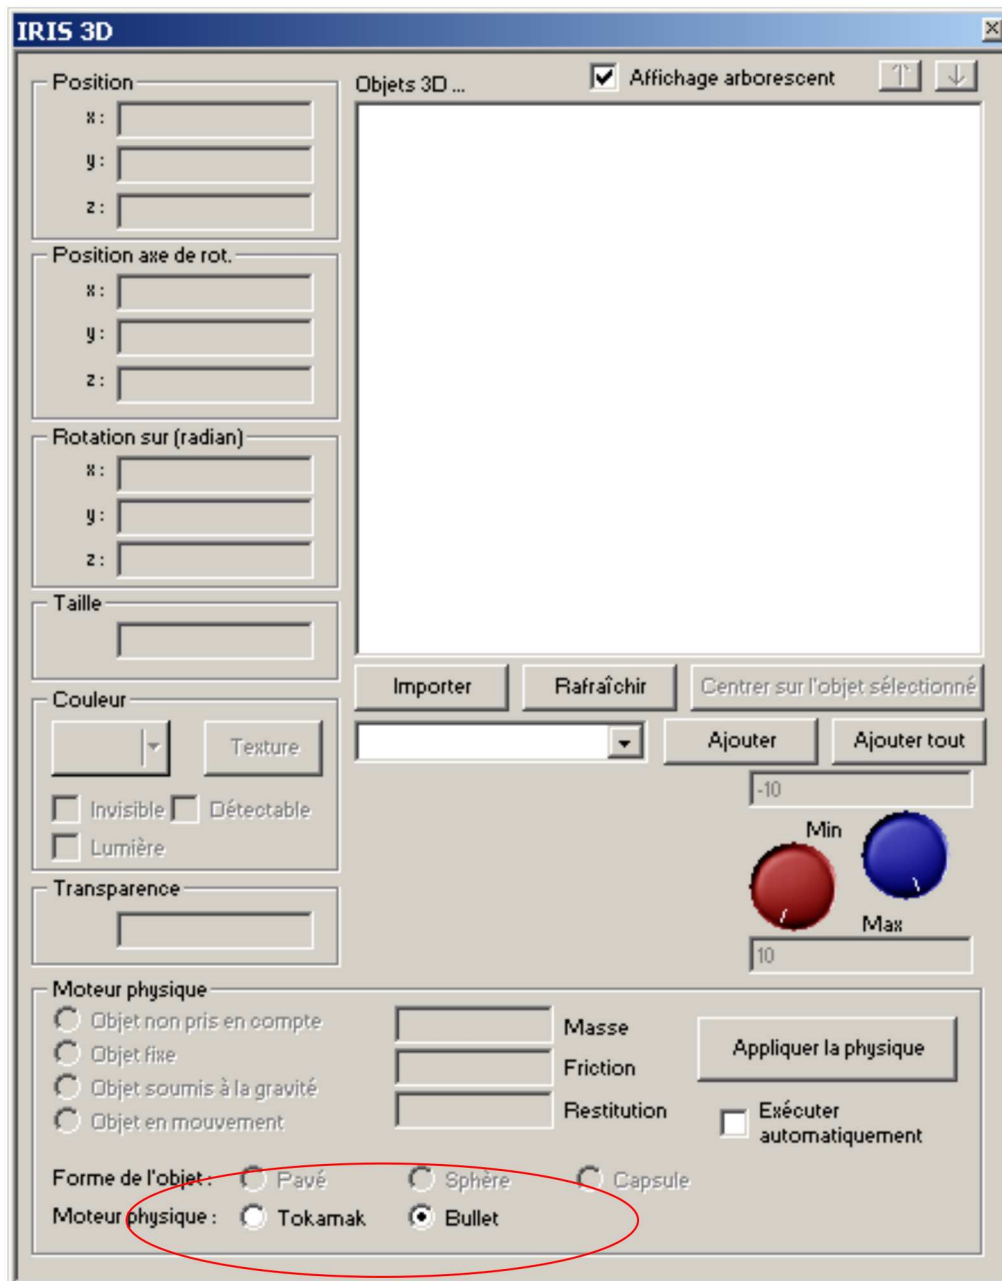 IRIS 3D
Position
x :
y :
z :
Position axe de rot.
x :
y :
z :
Rotation sur (radian)
x :
y :
z :
Taille
Couleur
Texture
Invisible
Détectable
Lumière
Transparence
Objets 3D ...
Affichage arborescent
Importer
Rafraîchir
Centrer sur l'objet sélectionné
Ajouter
Ajouter tout
-10
Min
Max
10
Moteur physique
Objet non pris en compte
Objet fixe
Objet soumis à la gravité
Objet en mouvement
Masse
Friction
Restitution
Appliquer la physique
Exécuter
automatiquement
Forme de l'objet : Pavé Sphère Capsule
Moteur physique : Tokamak Bullet